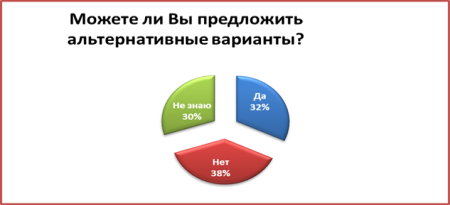 Можете ли Вы предложить
альтернативные варианты?
Не знаю
30%
Да
32%
Нет
38%